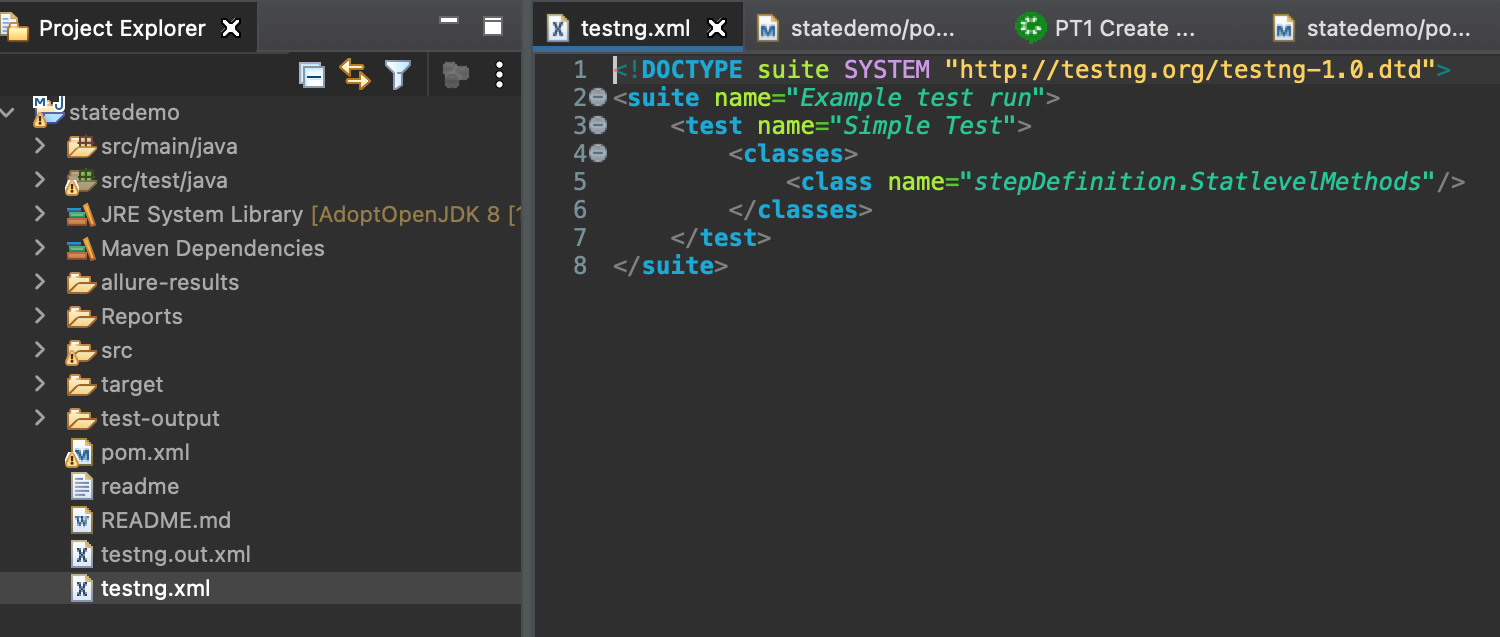 Project Explorer
statedemo
src/main/java
src/test/java
JRE System Library [AdoptOpenJDK 8 [
Maven Dependencies
allure-results
Reports
src
target
test-output
pom.xml
readme
README.md
testng.out.xml
testng.xml
testng.xml
statedemo/po...
PT1 Create ...
statedemo/po...
1 <!DOCTYPE suite SYSTEM "http://testng.org/testng-1.0.dtd">
2 <suite name="Example test run">
3     <test name="Simple Test">
4         <classes>
5             <class name="stepDefinition.StatlevelMethods"/>
6         </classes>
7     </test>
8 </suite>